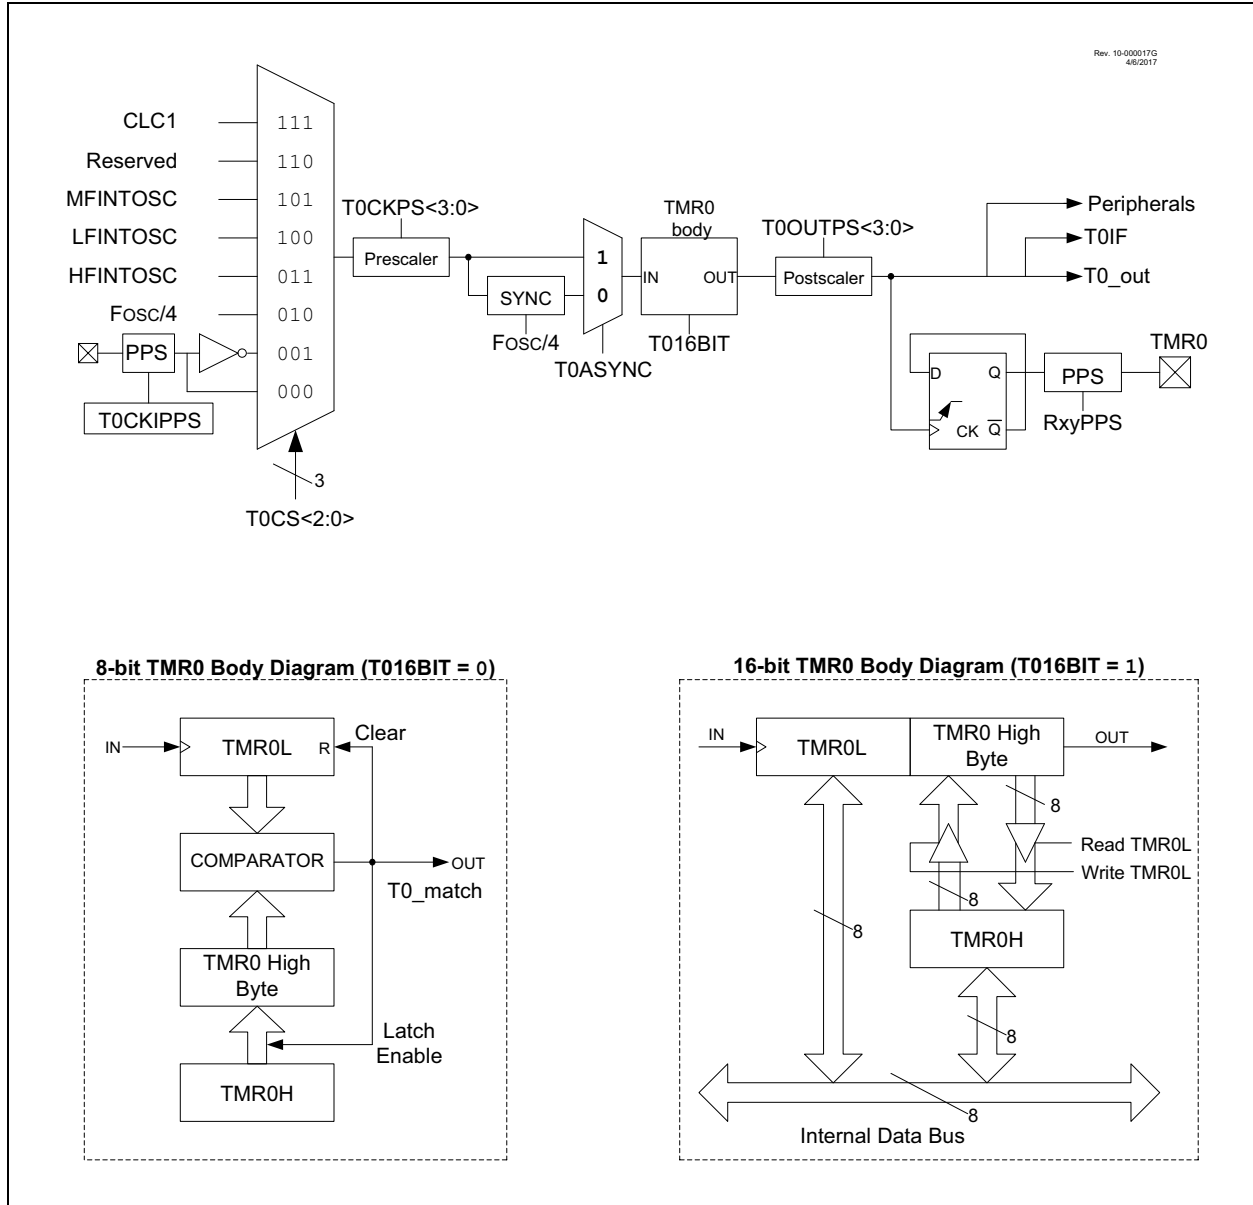 Rev. 10-000017G
4/6/2017
CLC1
111
Reserved
110
MFINTOSC
101
LFINTOSC
100
HFINTOSC
011
FOSC/4
010
PPS
001
000
T0CKIPPS
3
T0CS<2:0>
T0CKPS<3:0>
Prescaler
SYNC
FOSC/4
1
0
T0ASYNC
TMR0
body
IN
OUT
T016BIT
T0OUTPS<3:0>
Postscaler
Peripherals
T0IF
T0_out
D
Q
CK
Q
PPS
RxyPPS
TMR0
8-bit TMR0 Body Diagram (T016BIT = 0)
IN
TMR0L
R
Clear
COMPARATOR
OUT
T0_match
TMR0 High
Byte
Latch
Enable
TMR0H
16-bit TMR0 Body Diagram (T016BIT = 1)
IN
TMR0L
TMR0 High
Byte
OUT
8
Read TMR0L
Write TMR0L
8
8
TMR0H
8
8
Internal Data Bus